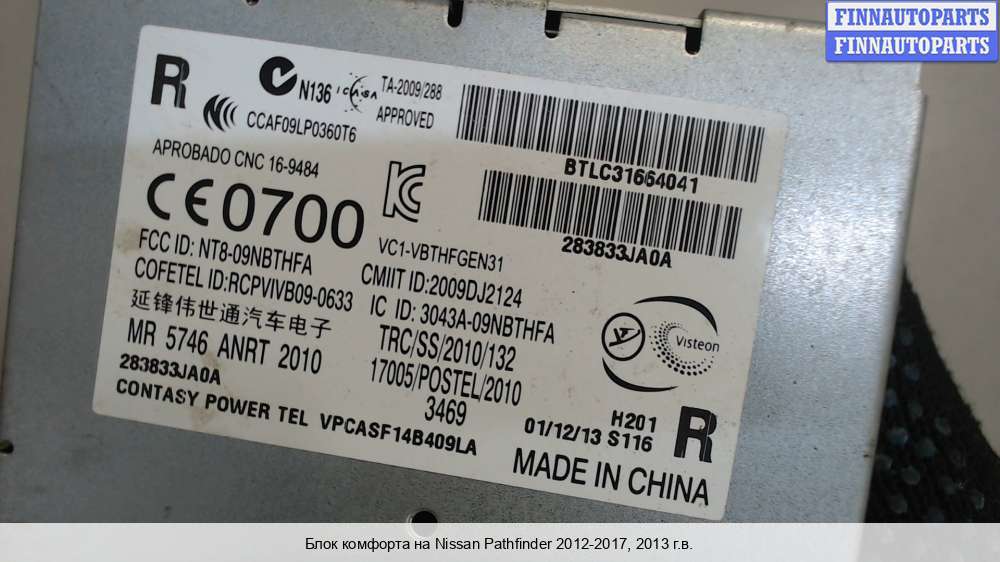 FINNAUTOPARTS
FINNAUTOPARTS
R
N136
ICASA
TA-2009/288
APPROVED
CCAF09LP0360T6
APROBADO CNC 16-9484
CE0700
VC1-VBTHFGEN31
BTLC31664041
283833JA0A
FCC ID: NT8-09NBTHFA
CMIIT ID:2009DJ2124
COFETEL ID:RCPVIVB09-0633
IC ID: 3043A-09NBTHFA
延锋伟世通汽车电子
TRC/SS/2010/132
MR 5746 ANRT 2010
17005/POSTEL/2010
283833JA0A
3469
CONTASY POWER TEL VPCASF14B409LA
Visteon
H201
01/12/13 S116
R
MADE IN CHINA
Блок комфорта на Nissan Pathfinder 2012-2017, 2013 г.в.